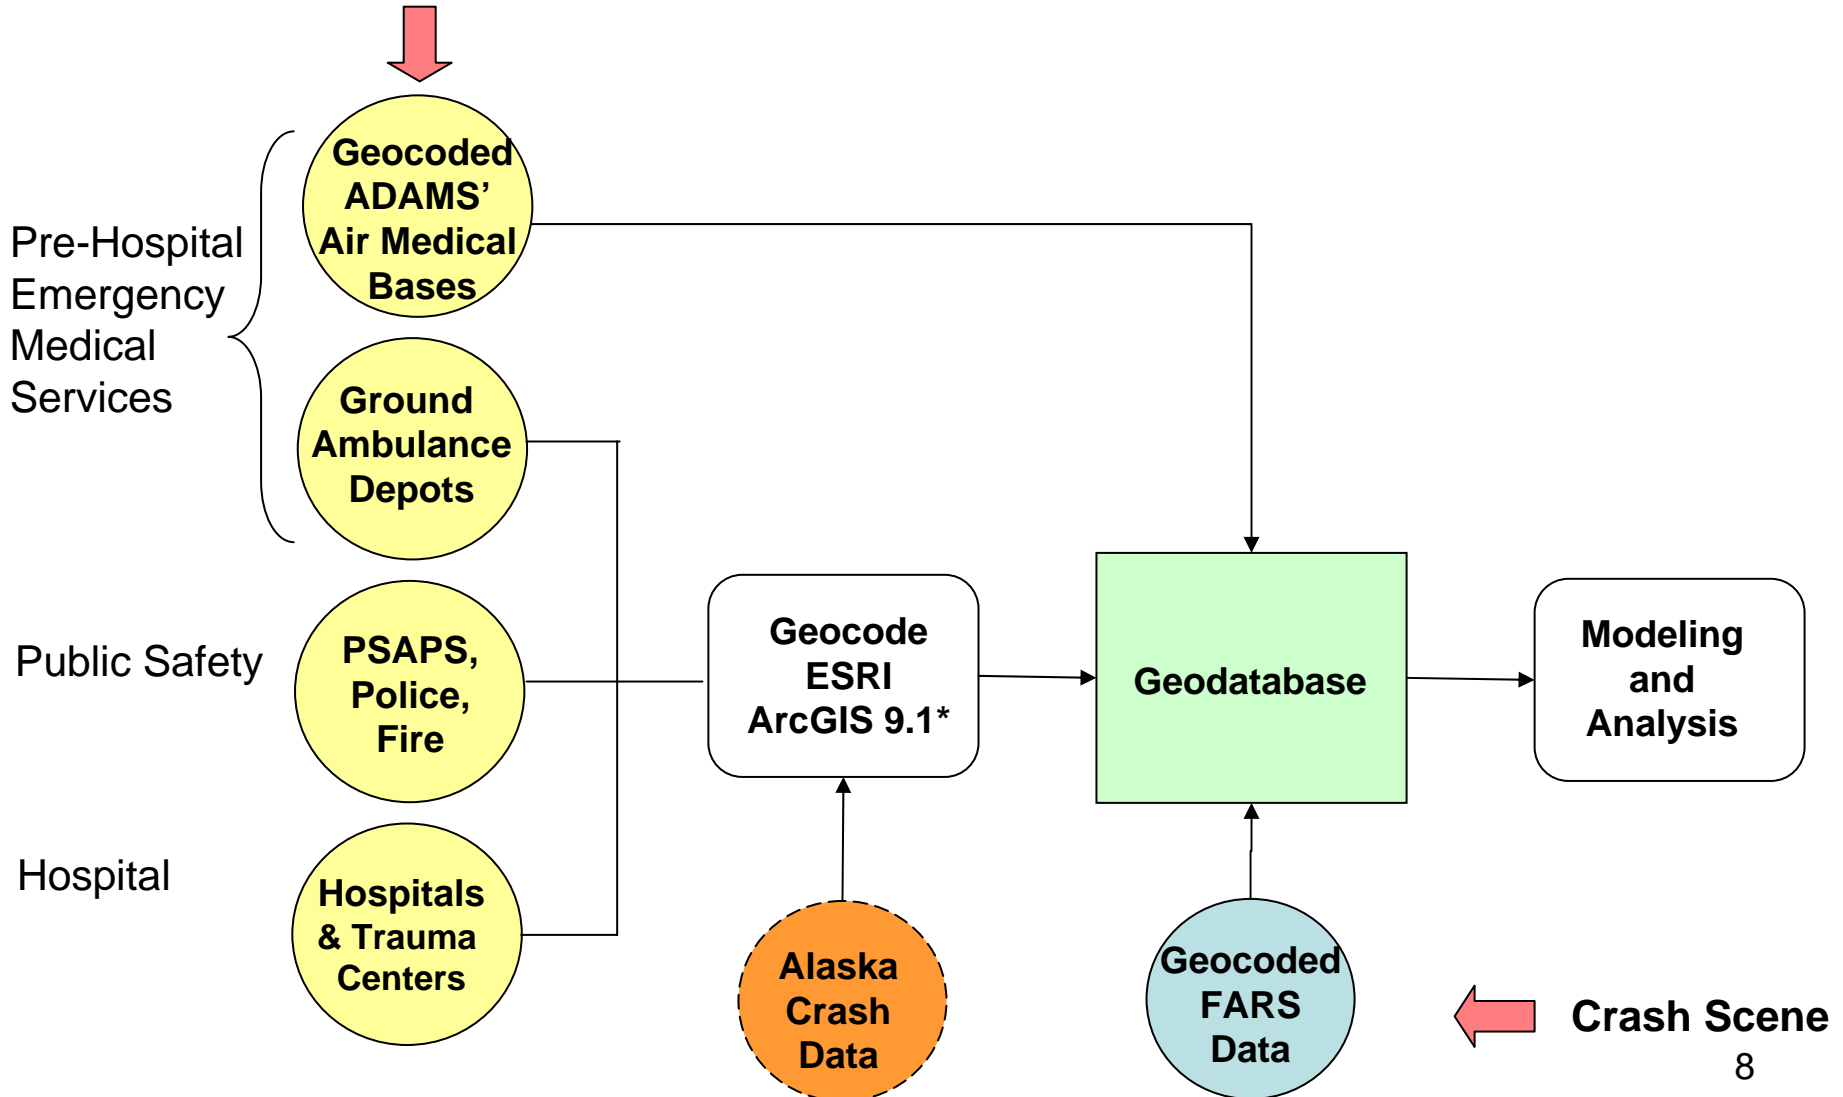 Pre-Hospital
Emergency
Medical
Services
Geocoded
ADAMS’
Air Medical
Bases
Ground
Ambulance
Depots
Public Safety
PSAPS,
Police,
Fire
Hospital
Hospitals
& Trauma
Centers
Geocode
ESRI
ArcGIS 9.1*
Geodatabase
Modeling
and
Analysis
Alaska
Crash
Data
Geocoded
FARS
Data
Crash Scene
8